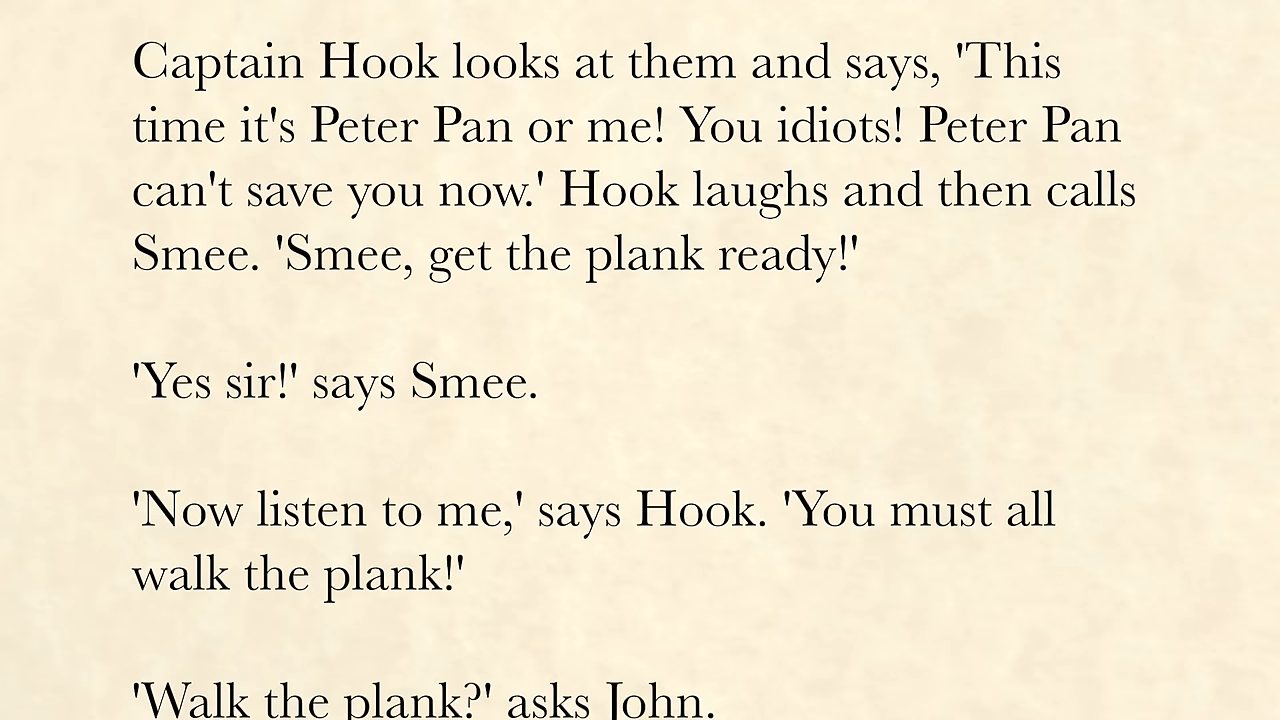 Captain Hook looks at them and says, 'This
time it's Peter Pan or me! You idiots! Peter Pan
can't save you now.' Hook laughs and then calls
Smee. 'Smee, get the plank ready!'
'Yes sir!' says Smee.
'Now listen to me,' says Hook. 'You must all
walk the plank!'
'Walk the plank?' asks John.